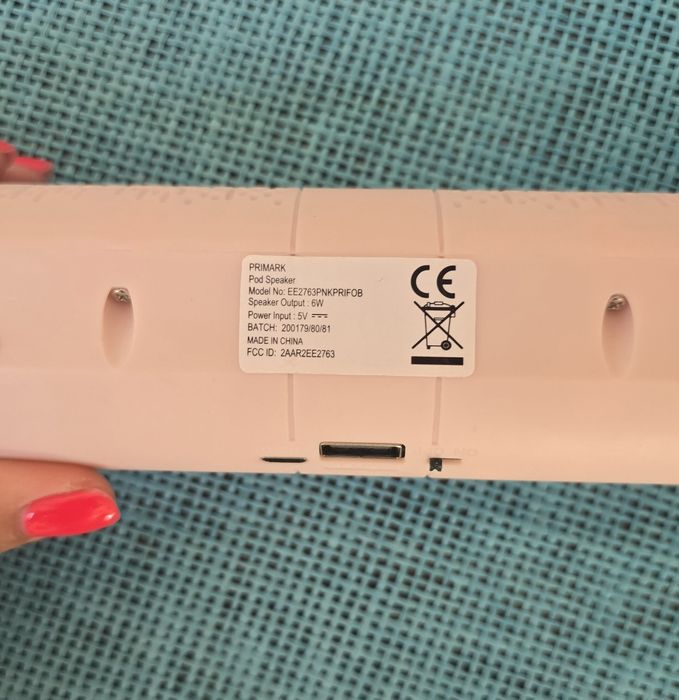 PRIMARK
Pod Speaker
Model No: EE2763PNKPRIFOB
Speaker Output : 6W
Power Input : 5V ⎓
BATCH: 200179/80/81
MADE IN CHINA
FCC ID: 2AAR2EE2763
CE